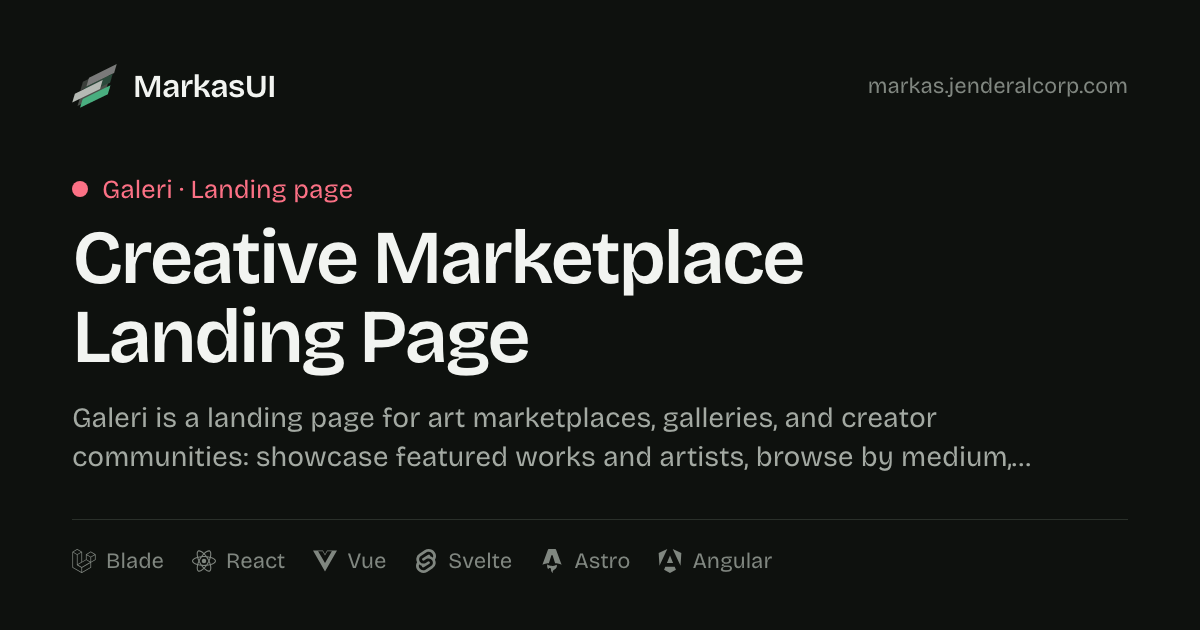 MarkasUI
markas.jenderalcorp.com
Galeri · Landing page
Creative Marketplace
Landing Page
Galeri is a landing page for art marketplaces, galleries, and creator
communities: showcase featured works and artists, browse by medium,...
Blade React Vue Svelte Astro Angular